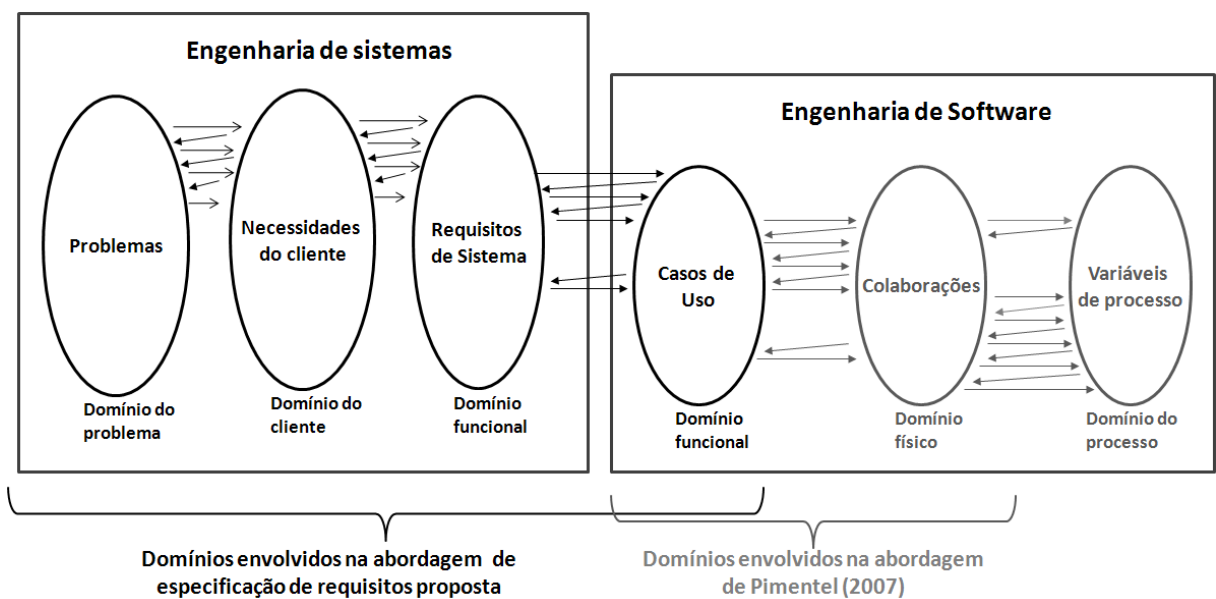 Engenharia de sistemas
Problemas
Necessidades
do cliente
Requisitos
de Sistema
Domínio do
problema
Domínio do
cliente
Domínio
funcional
Engenharia de Software
Casos de
Uso
Colaborações
Variáveis
de processo
Domínio
funcional
Domínio
físico
Domínio do
processo
Domínios envolvidos na abordagem de
especificação de requisitos proposta
Domínios envolvidos na abordagem
de Pimentel (2007)